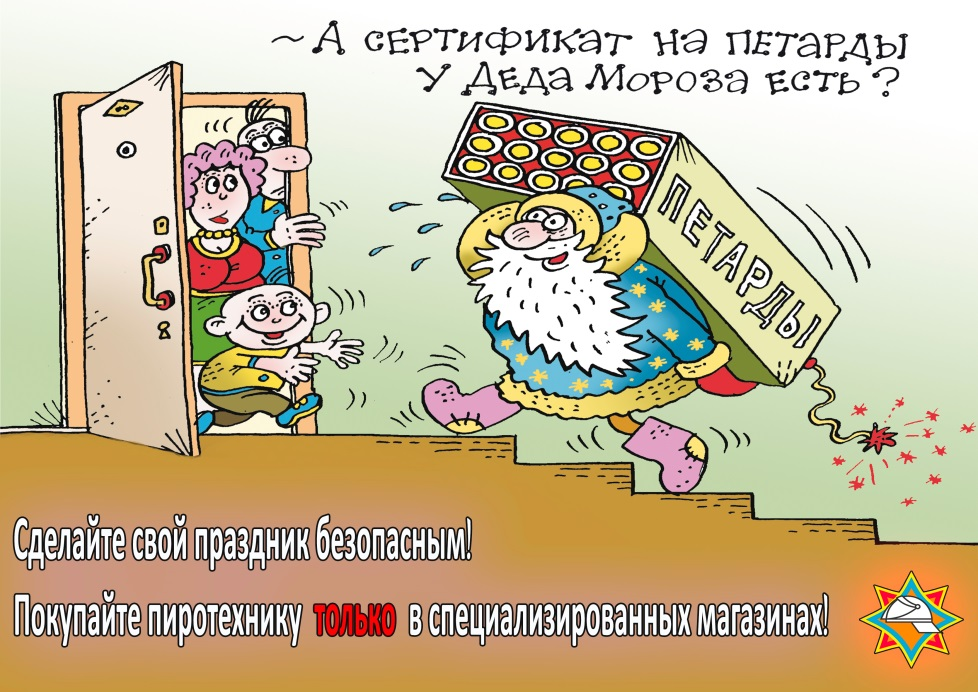 ~ А СЕРТИФИКАТ НА ПЕТАРДЫ
У ДЕДА МОРОЗА ЕСТЬ?
ПЕТАРДЫ
Сделайте свой праздник безопасным!
Покупайте пиротехнику только в специализированных магазинах!